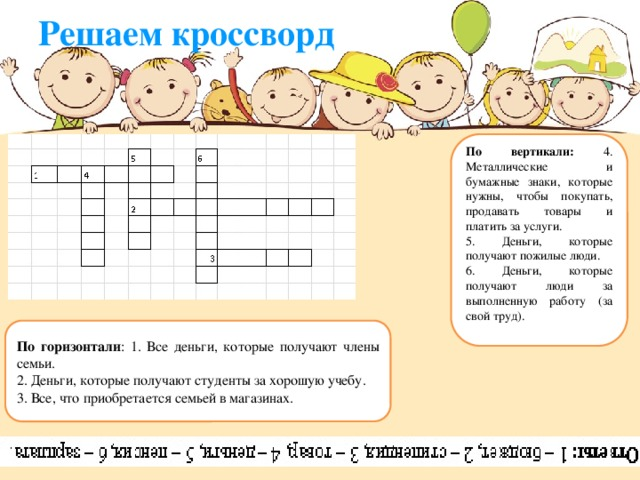 Решаем кроссворд
5
6
1
4
2
3
По вертикали: 4.
Металлические и
бумажные знаки, которые
нужны, чтобы покупать,
продавать товары и
платить за услуги.
5. Деньги, которые
получают пожилые люди.
6. Деньги, которые
получают люди за
выполненную работу (за
свой труд).
По горизонтали: 1. Все деньги, которые получают члены
семьи.
2. Деньги, которые получают студенты за хорошую учебу.
3. Все, что приобретается семьей в магазинах.
Ответы: 1 – бюджет, 2 – стипендия, 3 – товар, 4 – деньги, 5 – пенсия, 6 – зарплата.